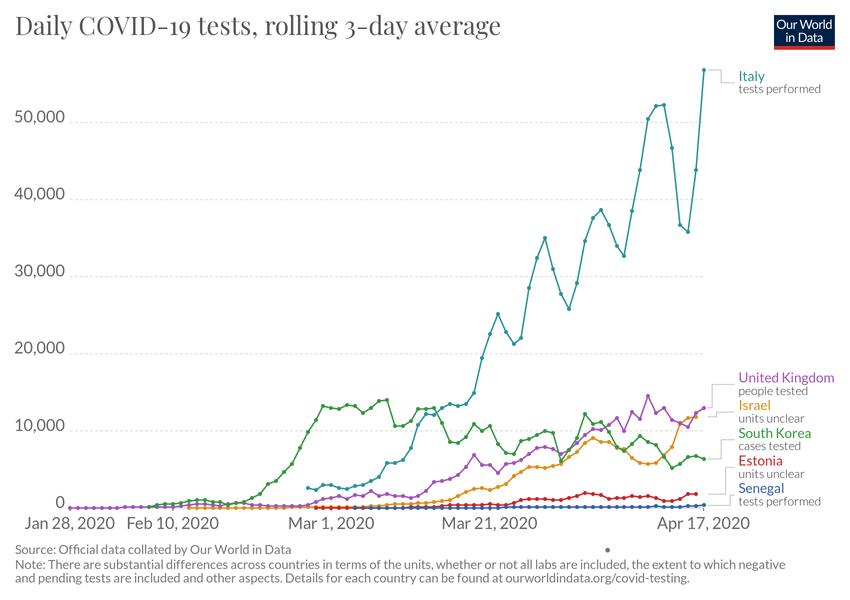 Daily COVID-19 tests, rolling 3-day average
Our World
in Data
Italy
tests performed
50,000
40,000
30,000
20,000
10,000
0
United Kingdom
people tested
Israel
units unclear
South Korea
cases tested
Estonia
units unclear
Senegal
tests performed
Jan 28, 2020
Feb 10, 2020
Mar 1, 2020
Mar 21, 2020
Apr 17, 2020
Source: Official data collated by Our World in Data
Note: There are substantial differences across countries in terms of the units, whether or not all labs are included, the extent to which negative
and pending tests are included and other aspects. Details for each country can be found at ourworldindata.org/covid-testing.